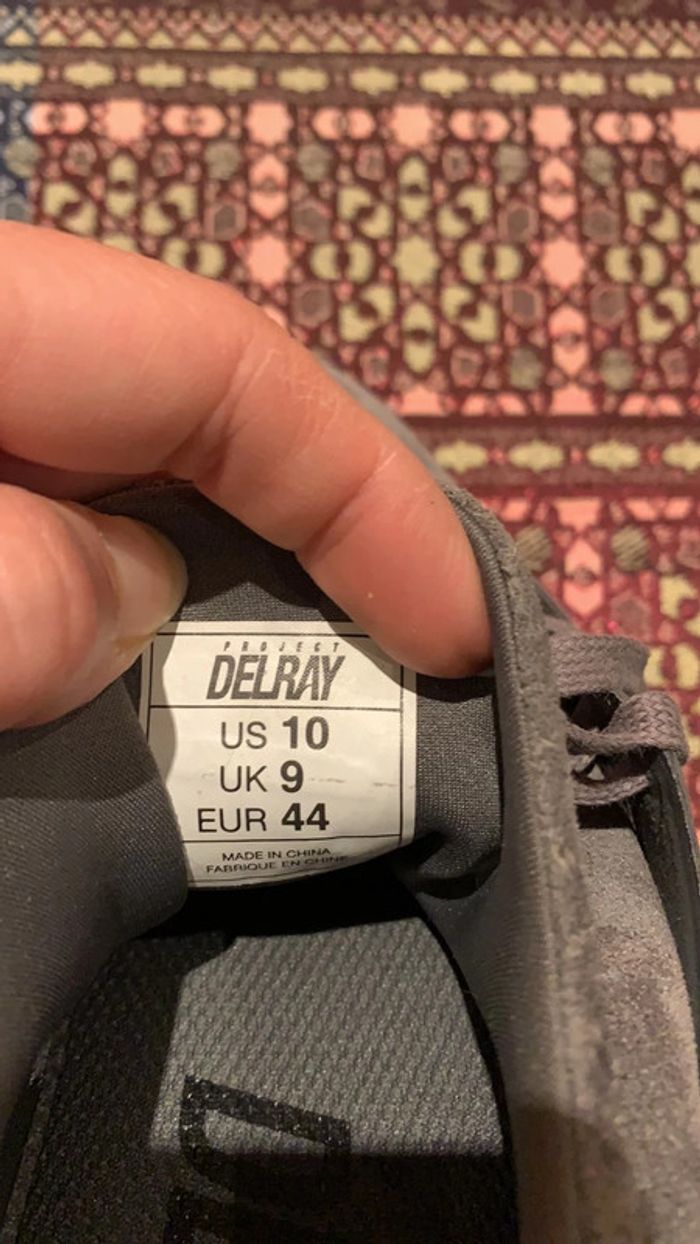 PROJECT
DELRAY
US 10
UK 9
EUR 44
MADE IN CHINA
FABRIQUE EN CHINE